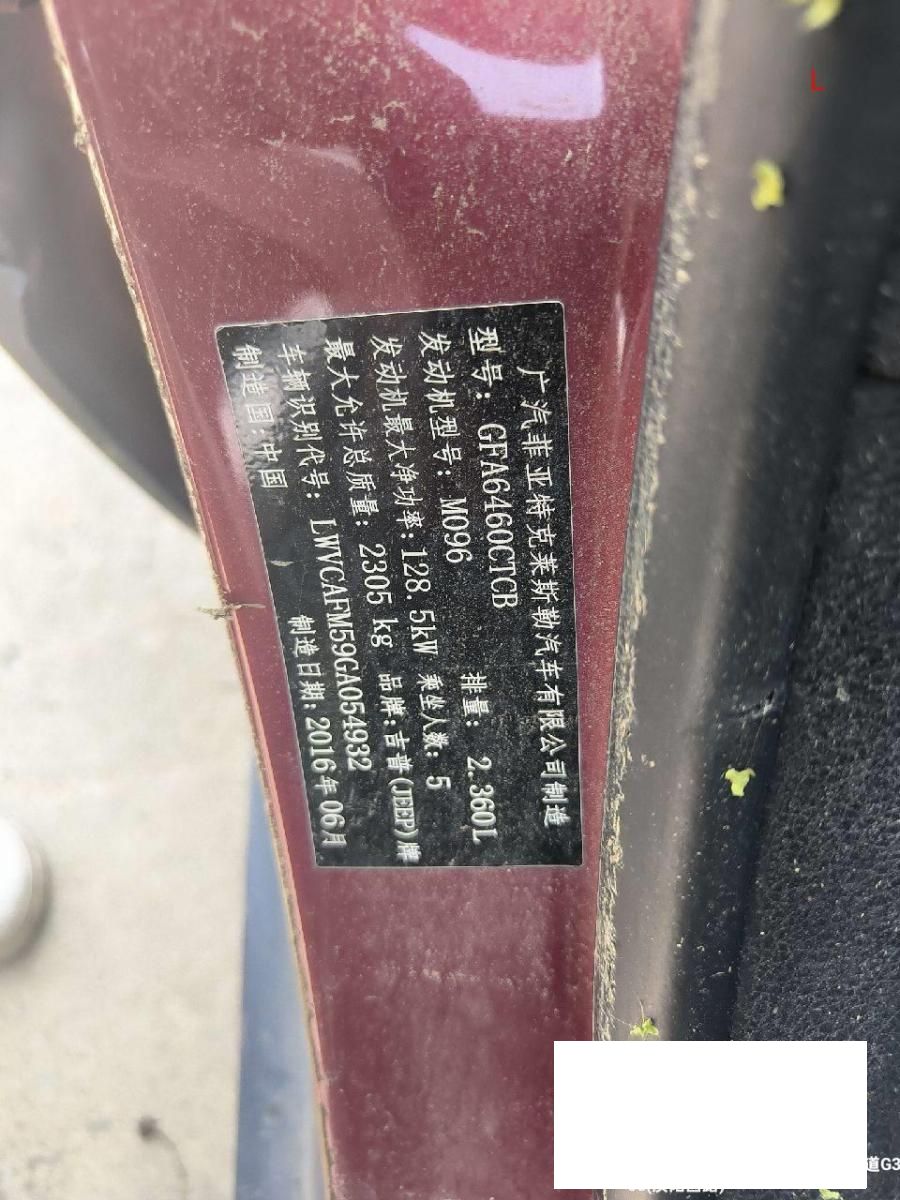 广汽菲亚特克莱斯勒汽车有限公司制造
型号: GFA6460CTCB 排量: 2.360L
发动机型号: M096
发动机最大净功率:128.5kW 乘坐人数: 5
最大允许总质量: 2305 kg 品牌:吉普(JEEP)牌
车辆识别代号: LWVCAFM59GA054932
制造国:中国 制造日期:2016年 06月
L
道G3